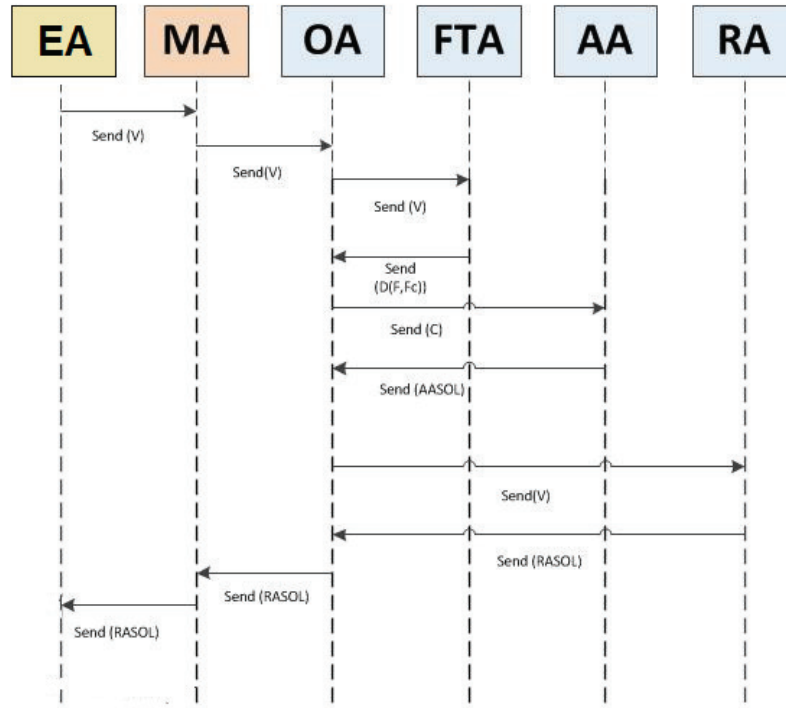 EA MA OA FTA AA RA
Send (V)
Send(V)
Send (V)
Send
(D(F,Fc))
Send (C)
Send (AASOL)
Send(V)
Send (RASOL)
Send (RASOL)
Send (RASOL)